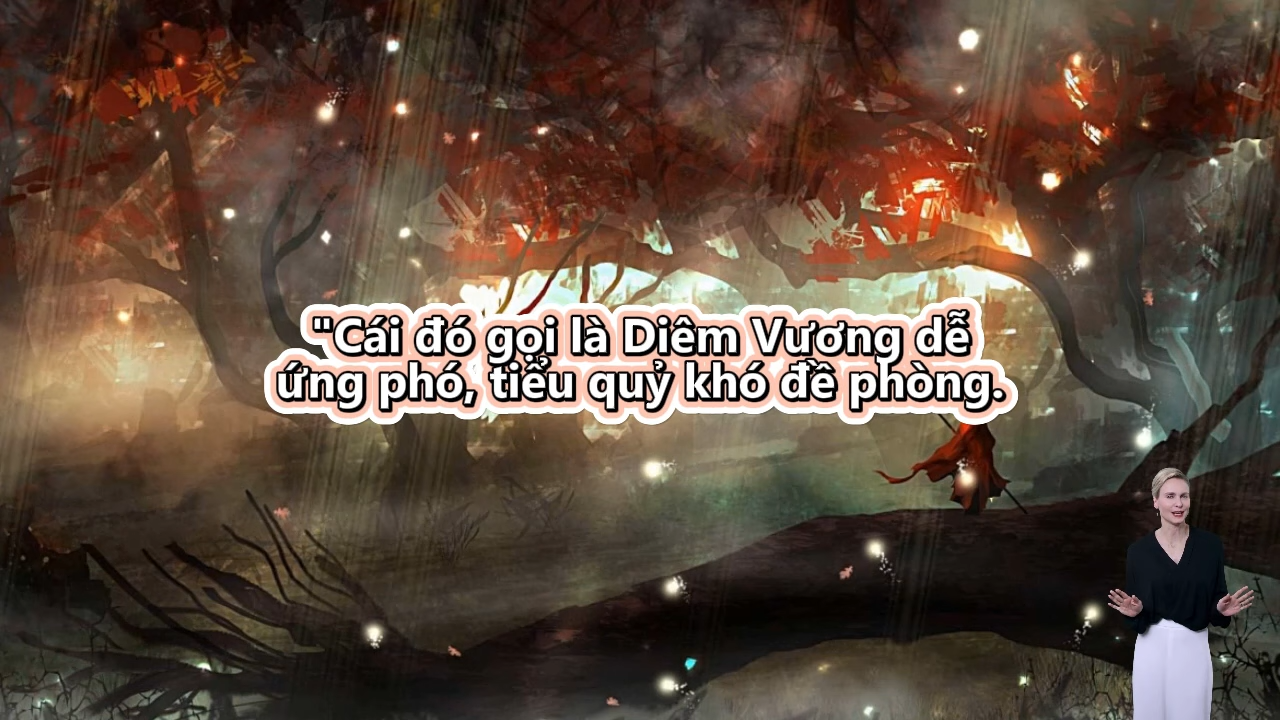 "Cái đó gọi là Diêm Vương dễ
ứng phó, tiểu quỷ khó đề phòng.